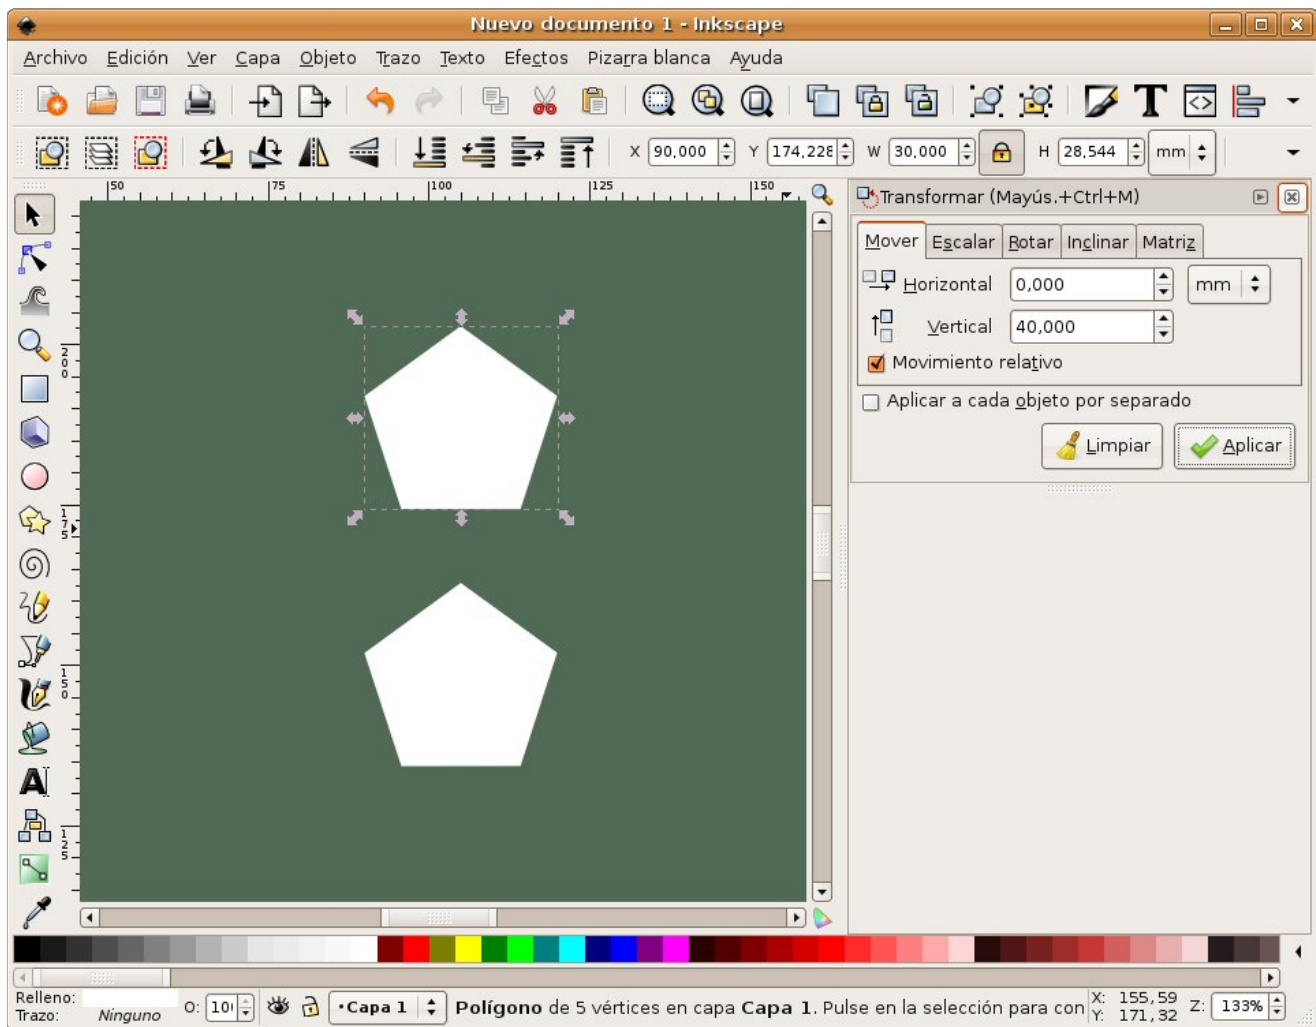 Nuevo documento 1 - Inkscape
Archivo Edición Ver Capa Objeto Trazo Texto Efectos Pizarra blanca Ayuda
X 90,000 Y 174,228 W 30,000 H 28,544 mm
50 75 100 125 150
Transformar (Mayús.+Ctrl+M)
Mover Escalar Rotar Inclinar Matriz
Horizontal 0,000 mm
Vertical 40,000
Movimiento relativo
Aplicar a cada objeto por separado
Limpiar Aplicar
200
175
150
125
Relleno:
Trazo: Ninguno
O: 10
Capa 1
Polígono de 5 vértices en capa Capa 1. Pulse en la selección para con
X: 155,59
Y: 171,32
Z: 133%